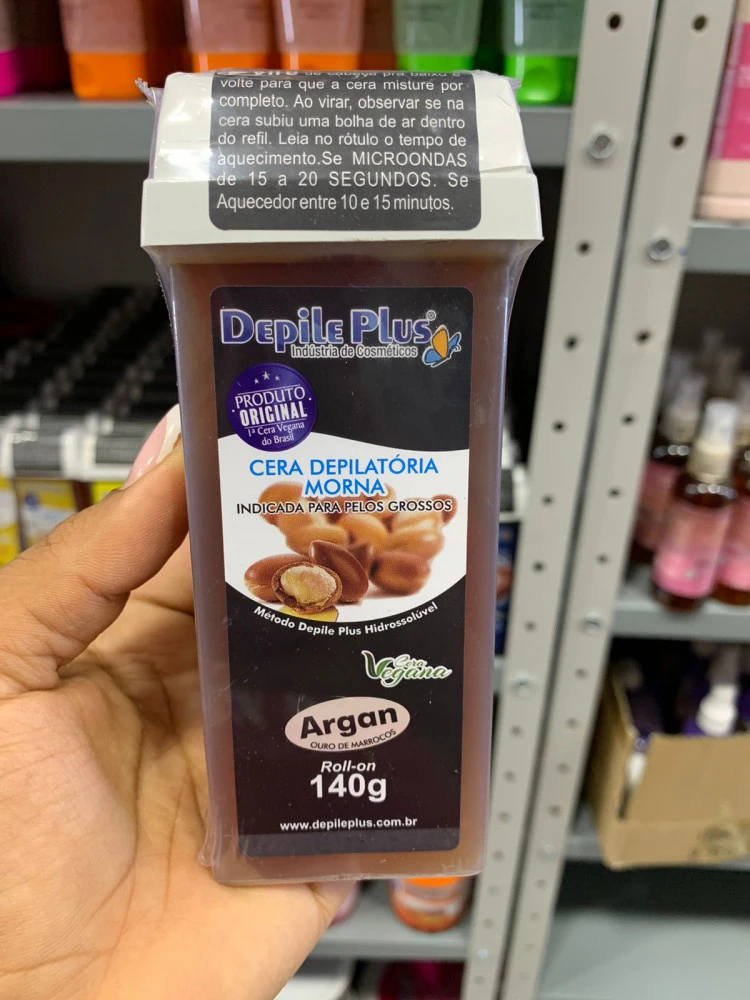 volte para que a cera misture por
completo. Ao virar, observar se na
cera subiu uma bolha de ar dentro
do refil. Leia no rótulo o tempo de
aquecimento.Se MICROONDAS
de 15 a 20 SEGUNDOS. Se
Aquecedor entre 10 e 15 minutos.
Depile Plus®
Indústria de Cosméticos
PRODUTO
ORIGINAL
1ª Cera Vegana
do Brasil
CERA DEPILATÓRIA
MORNA
INDICADA PARA PELOS GROSSOS
Método Depile Plus Hidrossolúvel
Cera
Vegana
Argan
OURO DE MARROCOS
Roll-on
140g
www.depileplus.com.br